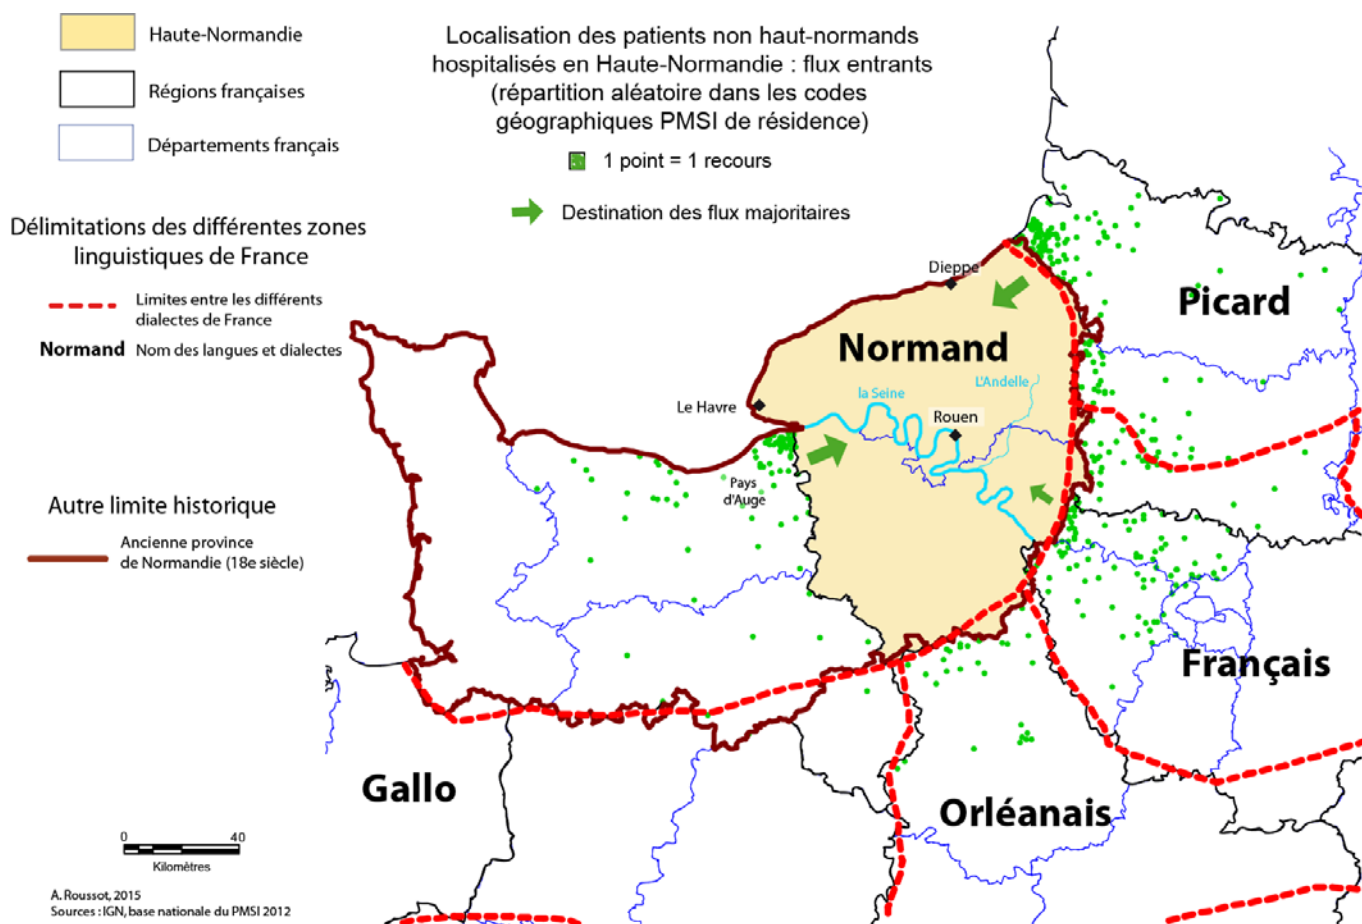 Haute-Normandie
Régions françaises
Départements français
Localisation des patients non haut-normands
hospitalisés en Haute-Normandie : flux entrants
(répartition aléatoire dans les codes
géographiques PMSI de résidence)
1 point = 1 recours
Destination des flux majoritaires
Délimitations des différentes zones
linguistiques de France
Limites entre les différents
dialectes de France
Normand Nom des langues et dialectes
Autre limite historique
Ancienne province
de Normandie (18e siècle)
Dieppe
Picard
Normand
L'Andelle
la Seine
Le Havre
Rouen
Pays
d'Auge
Français
Gallo
Orléanais
0 40
Kilomètres
A. Roussot, 2015
Sources : IGN, base nationale du PMSI 2012